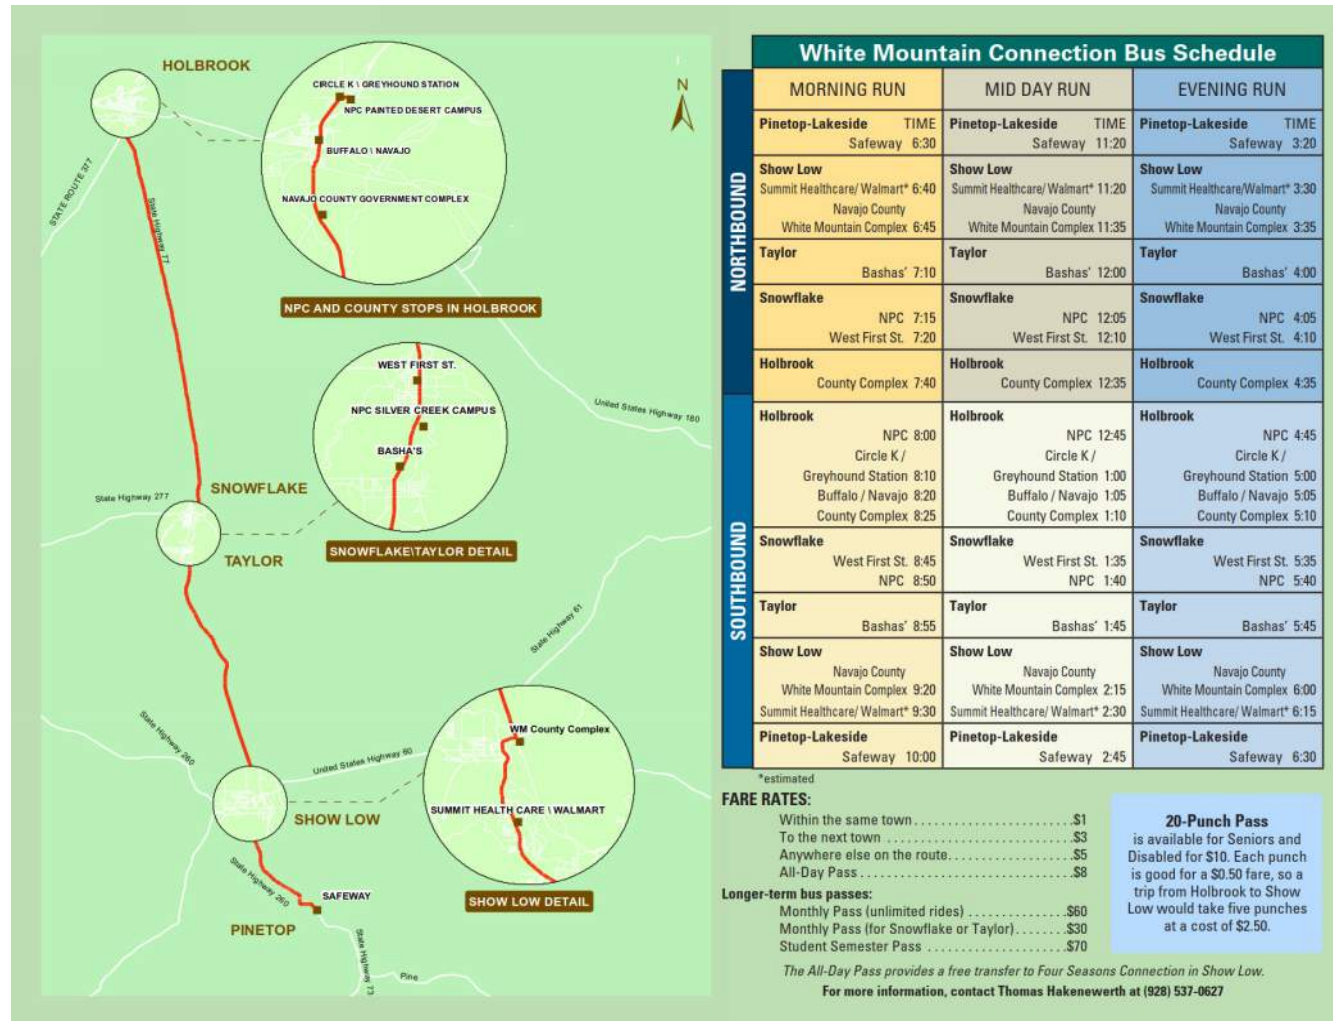 HOLBROOK
CIRCLE K \ GREYHOUND STATION
NPC PAINTED DESERT CAMPUS
BUFFALO \ NAVAJO
NAVAJO COUNTY GOVERNMENT COMPLEX
N
STATE ROUTE 377
State Highway 77
NPC AND COUNTY STOPS IN HOLBROOK
WEST FIRST ST.
NPC SILVER CREEK CAMPUS
BASHA'S
United States Highway 180
SNOWFLAKE
State Highway 277
TAYLOR
SNOWFLAKE\TAYLOR DETAIL
State Highway 61
State Highway 260
United States Highway 60
WM County Complex
SUMMIT HEALTH CARE \ WALMART
SHOW LOW
SHOW LOW DETAIL
State Highway 260
SAFEWAY
PINETOP
State Highway 73
Pine
White Mountain Connection Bus Schedule
NORTHBOUND
MORNING RUN MID DAY RUN EVENING RUN
Pinetop-Lakeside TIME Pinetop-Lakeside TIME Pinetop-Lakeside TIME
Safeway 6:30 Safeway 11:20 Safeway 3:20
Show Low Show Low Show Low
Summit Healthcare/ Walmart* 6:40 Summit Healthcare/ Walmart* 11:20 Summit Healthcare/Walmart* 3:30
Navajo County Navajo County Navajo County
White Mountain Complex 6:45 White Mountain Complex 11:35 White Mountain Complex 3:35
Taylor Taylor Taylor
Bashas' 7:10 Bashas' 12:00 Bashas' 4:00
Snowflake Snowflake Snowflake
NPC 7:15 NPC 12:05 NPC 4:05
West First St. 7:20 West First St. 12:10 West First St. 4:10
Holbrook Holbrook Holbrook
County Complex 7:40 County Complex 12:35 County Complex 4:35
SOUTHBOUND
Holbrook Holbrook Holbrook
NPC 8:00 NPC 12:45 NPC 4:45
Circle K / Circle K / Circle K /
Greyhound Station 8:10 Greyhound Station 1:00 Greyhound Station 5:00
Buffalo / Navajo 8:20 Buffalo / Navajo 1:05 Buffalo / Navajo 5:05
County Complex 8:25 County Complex 1:10 County Complex 5:10
Snowflake Snowflake Snowflake
West First St. 8:45 West First St. 1:35 West First St. 5:35
NPC 8:50 NPC 1:40 NPC 5:40
Taylor Taylor Taylor
Bashas' 8:55 Bashas' 1:45 Bashas' 5:45
Show Low Show Low Show Low
Navajo County Navajo County Navajo County
White Mountain Complex 9:20 White Mountain Complex 2:15 White Mountain Complex 6:00
Summit Healthcare/ Walmart* 9:30 Summit Healthcare/ Walmart* 2:30 Summit Healthcare/ Walmart* 6:15
Pinetop-Lakeside Pinetop-Lakeside Pinetop-Lakeside
Safeway 10:00 Safeway 2:45 Safeway 6:30
*estimated
FARE RATES:
Within the same town........................$1
To the next town ............................$3
Anywhere else on the route...................$5
All-Day Pass................................$8
Longer-term bus passes:
Monthly Pass (unlimited rides) ...............$60
Monthly Pass (for Snowflake or Taylor)........$30
Student Semester Pass .....................$70
20-Punch Pass
is available for Seniors and
Disabled for $10. Each punch
is good for a $0.50 fare, so a
trip from Holbrook to Show
Low would take five punches
at a cost of $2.50.
The All-Day Pass provides a free transfer to Four Seasons Connection in Show Low.
For more information, contact Thomas Hakenewerth at (928) 537-0627